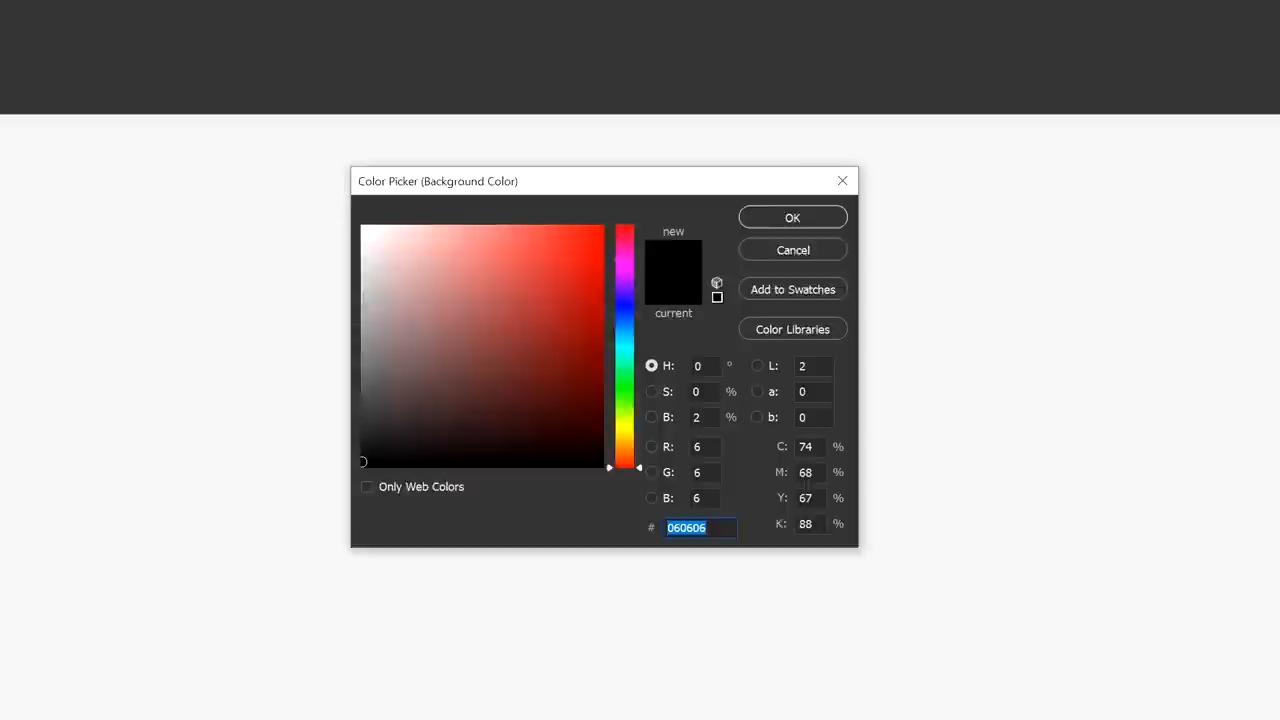 Color Picker (Background Color)
new
current
OK
Cancel
Add to Swatches
Color Libraries
H: 0 °
S: 0 %
B: 2 %
R: 6
G: 6
B: 6
# 060606
L: 2
a: 0
b: 0
C: 74 %
M: 68 %
Y: 67 %
K: 88 %
Only Web Colors